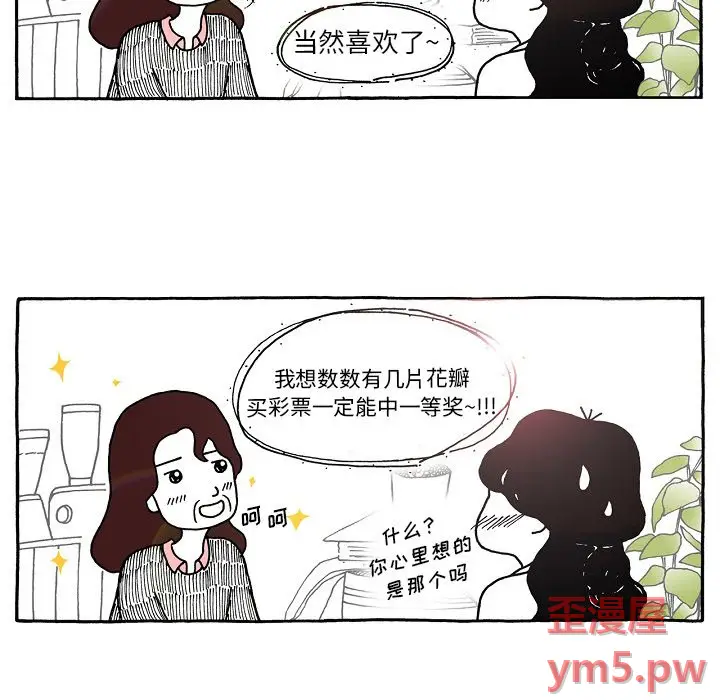 当然喜欢了~
我想数数有几片花瓣
买彩票一定能中一等奖~!!!
呵呵
什么?
你心里想的
是那个吗
歪漫屋
ym5.pw